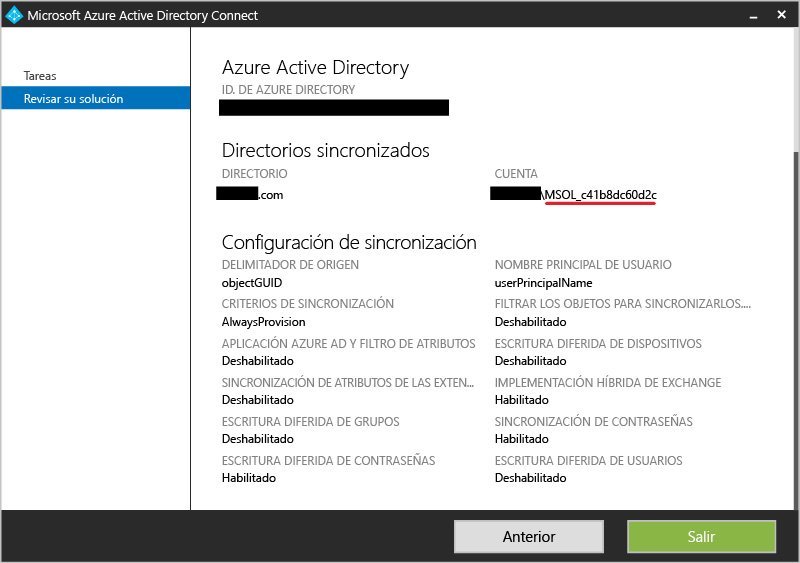 Microsoft Azure Active Directory Connect
Tareas
Revisar su solución
Azure Active Directory
ID. DE AZURE DIRECTORY
Directorios sincronizados
DIRECTORIO
CUENTA
.com
\MSOL_c41b8dc60d2c
Configuración de sincronización
DELIMITADOR DE ORIGEN
NOMBRE PRINCIPAL DE USUARIO
objectGUID
userPrincipalName
CRITERIOS DE SINCRONIZACIÓN
FILTRAR LOS OBJETOS PARA SINCRONIZARLOS....
AlwaysProvision
Deshabilitado
APLICACIÓN AZURE AD Y FILTRO DE ATRIBUTOS
ESCRITURA DIFERIDA DE DISPOSITIVOS
Deshabilitado
Deshabilitado
SINCRONIZACIÓN DE ATRIBUTOS DE LAS EXTEN...
IMPLEMENTACIÓN HÍBRIDA DE EXCHANGE
Deshabilitado
Habilitado
ESCRITURA DIFERIDA DE GRUPOS
SINCRONIZACIÓN DE CONTRASEÑAS
Deshabilitado
Habilitado
ESCRITURA DIFERIDA DE CONTRASEÑAS
ESCRITURA DIFERIDA DE USUARIOS
Habilitado
Deshabilitado
Anterior
Salir